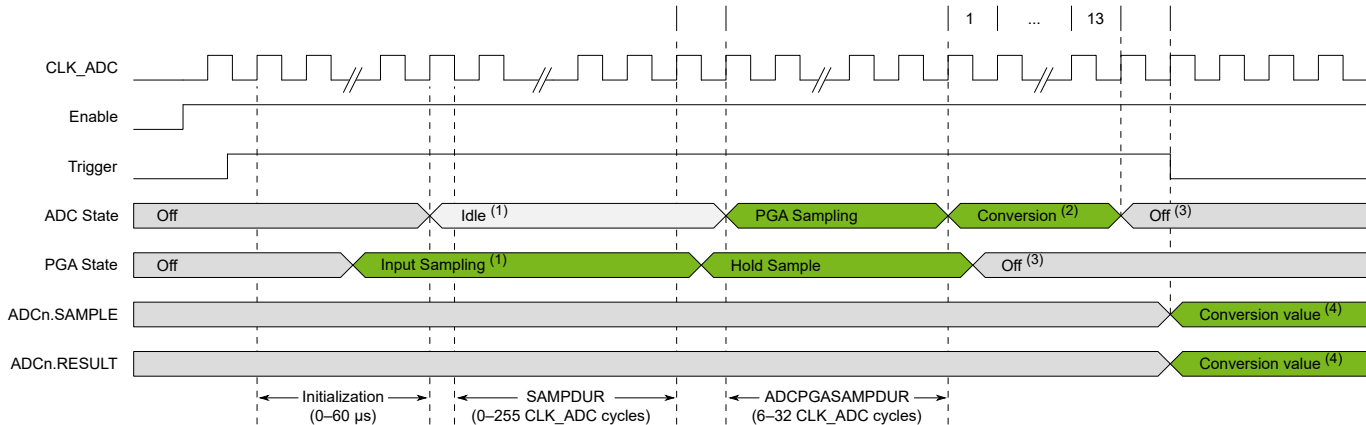 1 ... 13
CLK_ADC
Enable
Trigger
ADC State Off Idle (1) PGA Sampling Conversion (2) Off (3)
PGA State Off Input Sampling (1) Hold Sample Off (3)
ADCn.SAMPLE Conversion value (4)
ADCn.RESULT Conversion value (4)
Initialization SAMPDUR ADCPGASAMPDUR
(0–60 µs) (0–255 CLK_ADC cycles) (6–32 CLK_ADC cycles)